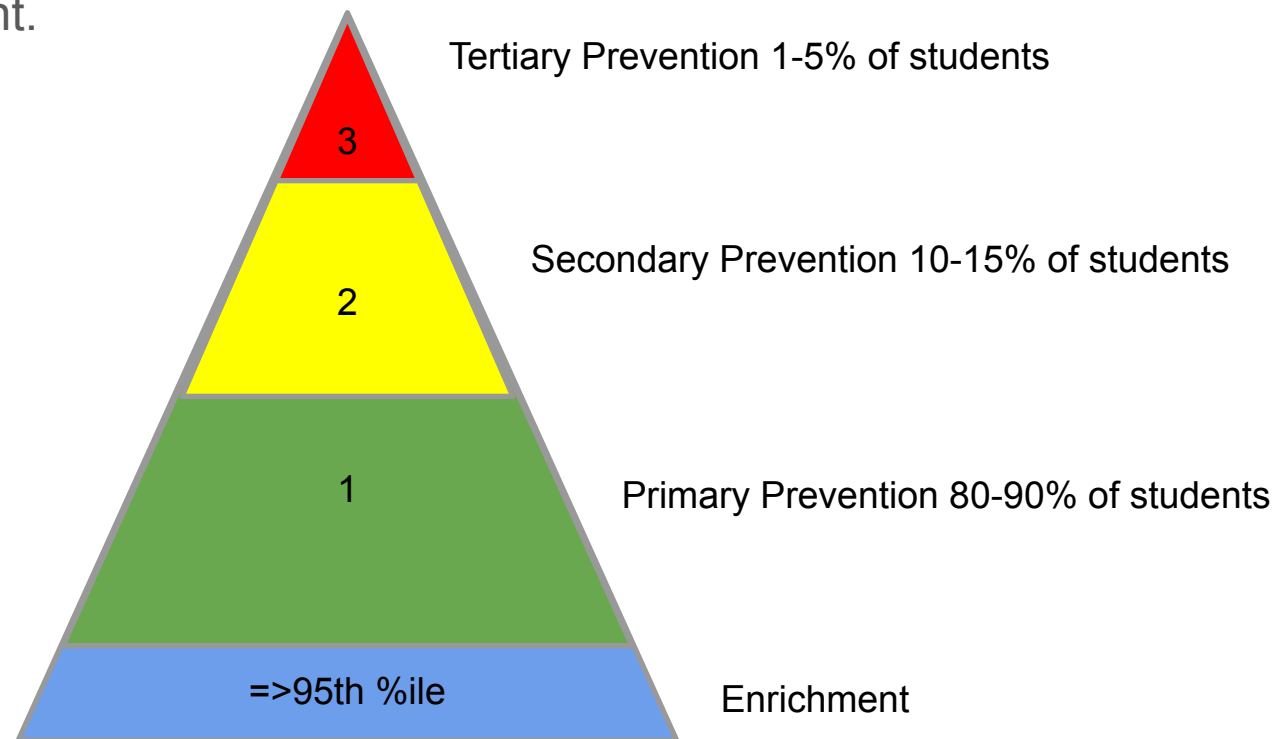 nt.
Tertiary Prevention 1-5% of students
3
Secondary Prevention 10-15% of students
2
1
Primary Prevention 80-90% of students
=>95th %ile
Enrichment